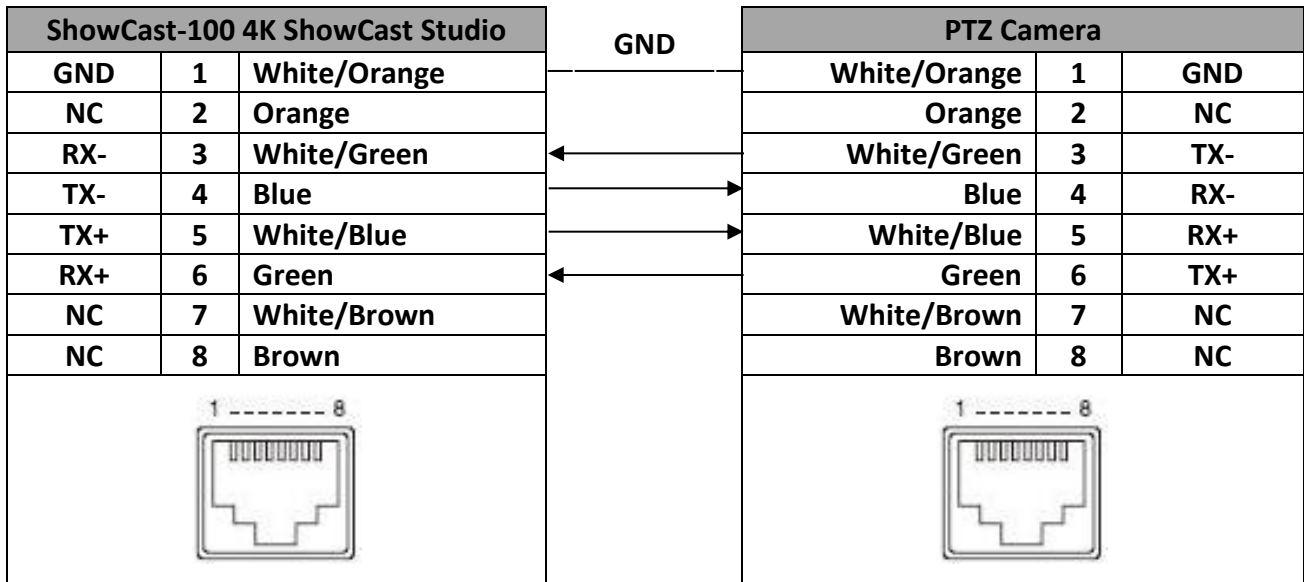 ShowCast-100 4K ShowCast Studio GND PTZ Camera
GND 1 White/Orange White/Orange 1 GND
NC 2 Orange Orange 2 NC
RX- 3 White/Green White/Green 3 TX-
TX- 4 Blue Blue 4 RX-
TX+ 5 White/Blue White/Blue 5 RX+
RX+ 6 Green Green 6 TX+
NC 7 White/Brown White/Brown 7 NC
NC 8 Brown Brown 8 NC
1 ------- 8 1 ------- 8